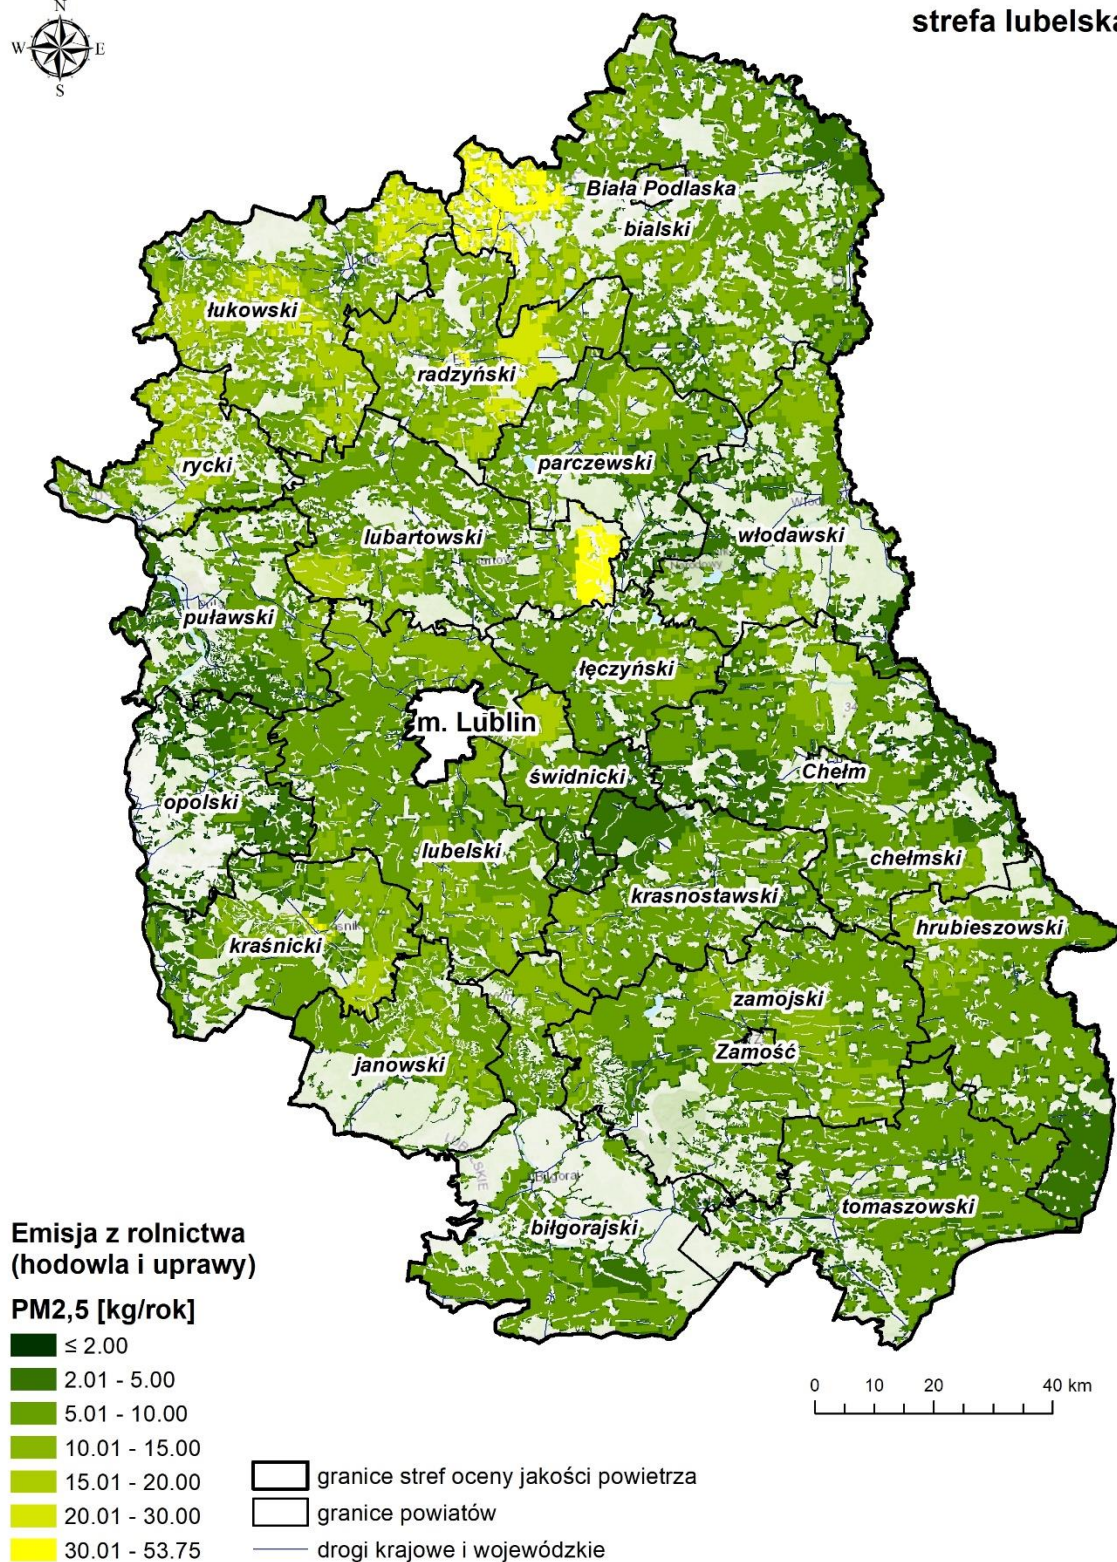 N
W
E
S
strefa lubelska
Biała Podlaska
bialski
łukowski
radzyński
rycki
parczewski
lubartowski
włodawski
puławski
łęczyński
m. Lublin
świdnicki
Chełm
opolski
lubelski
chełmski
krasnostawski
kraśnicki
hrubieszowski
zamojski
Zamość
janowski
Biłgoraj
biłgorajski
tomaszowski
Emisja z rolnictwa
(hodowla i uprawy)
PM2,5 [kg/rok]
≤ 2.00
2.01 - 5.00
5.01 - 10.00
10.01 - 15.00
15.01 - 20.00
20.01 - 30.00
30.01 - 53.75
0 10 20 40 km
granice stref oceny jakości powietrza
granice powiatów
drogi krajowe i wojewódzkie